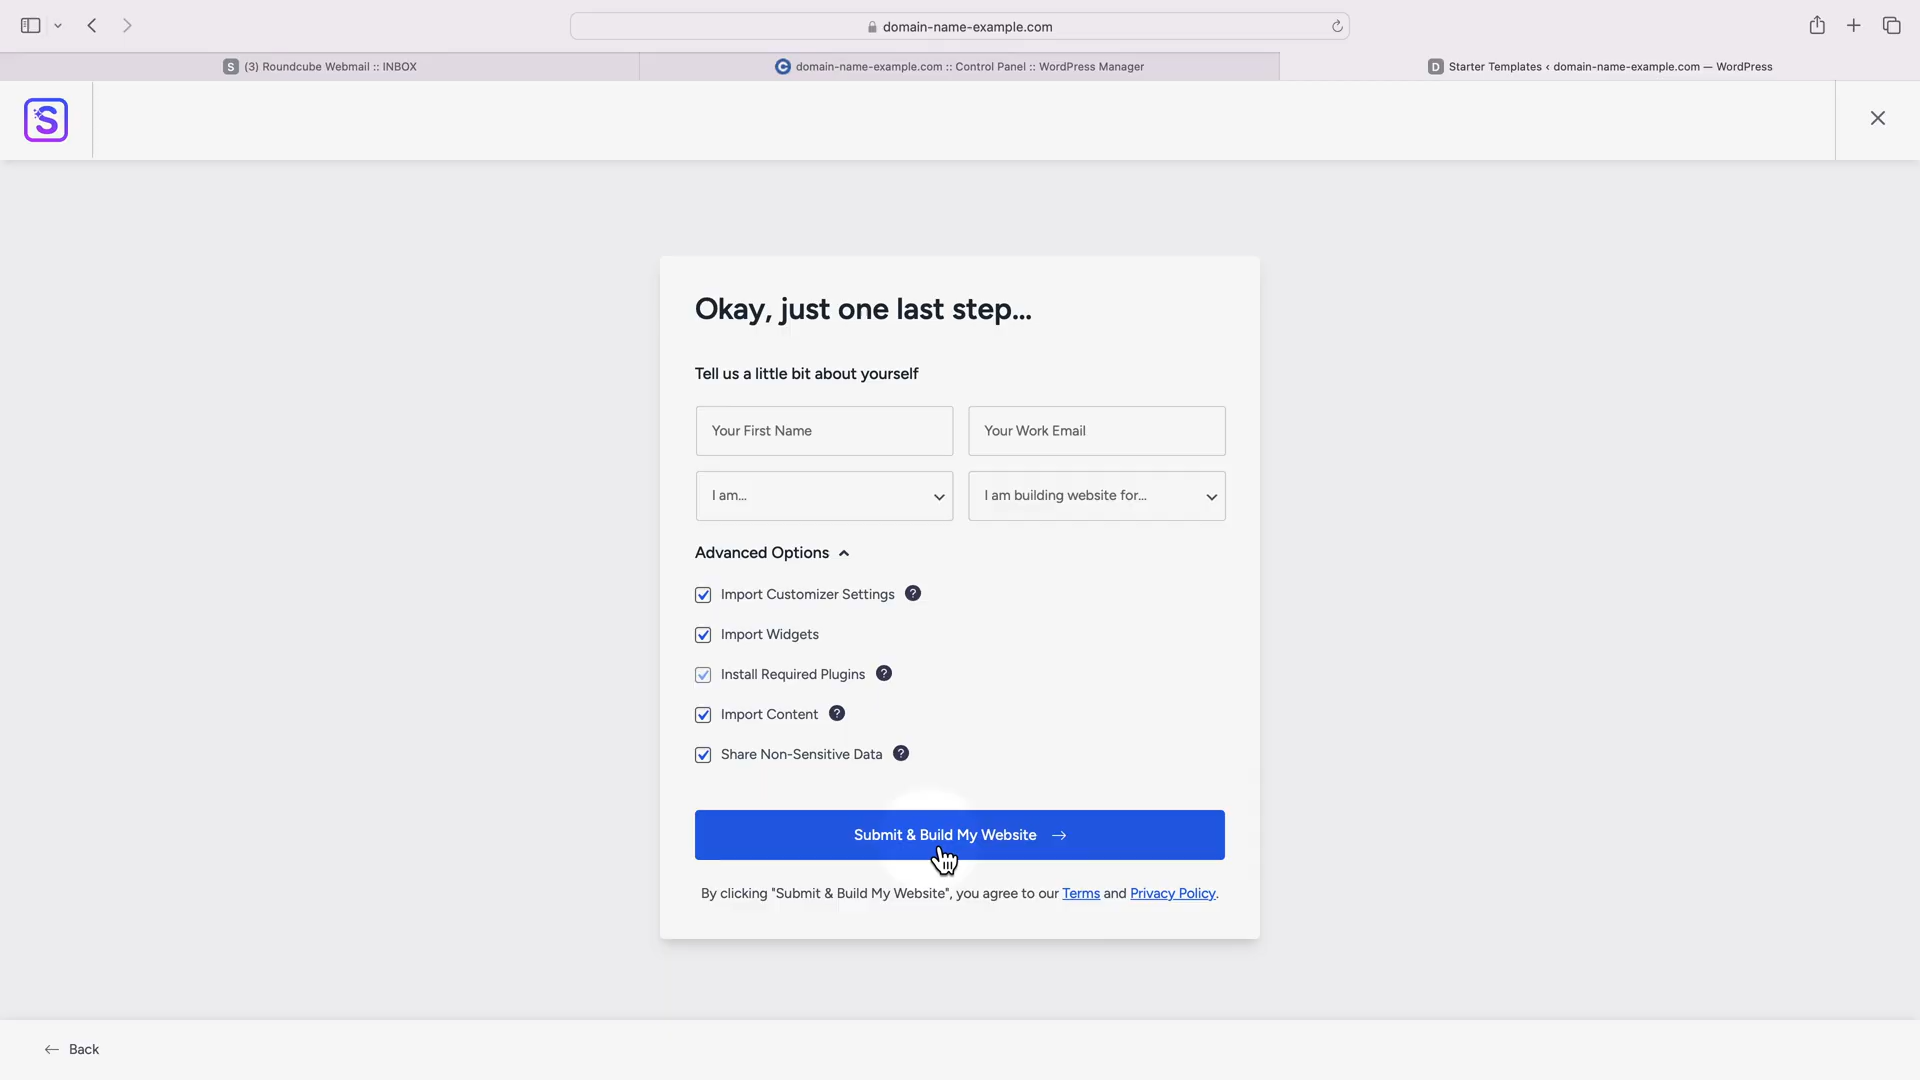 domain-name-example.com
S (3) Roundcube Webmail :: INBOX
C domain-name-example.com :: Control Panel :: WordPress Manager
D Starter Templates ‹ domain-name-example.com — WordPress
S
Okay, just one last step...
Tell us a little bit about yourself
Your First Name
Your Work Email
I am...
I am building website for...
Advanced Options
Import Customizer Settings ?
Import Widgets
Install Required Plugins ?
Import Content ?
Share Non-Sensitive Data ?
Submit & Build My Website →
By clicking "Submit & Build My Website", you agree to our Terms and Privacy Policy.
← Back